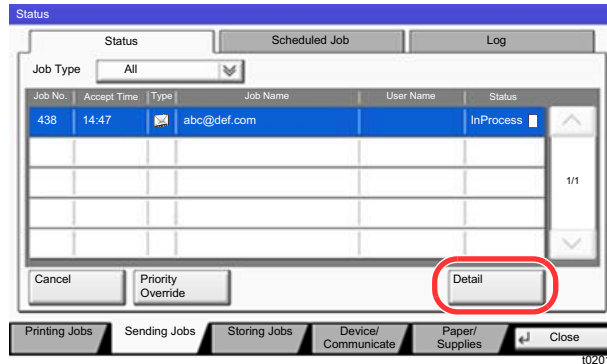 Status
Status Scheduled Job Log
Job Type All
Job No. Accept Time Type Job Name User Name Status
438 14:47 abc@def.com InProcess
1/1
Cancel Priority Override Detail
Printing Jobs Sending Jobs Storing Jobs Device/ Communicate Paper/ Supplies Close
t0201